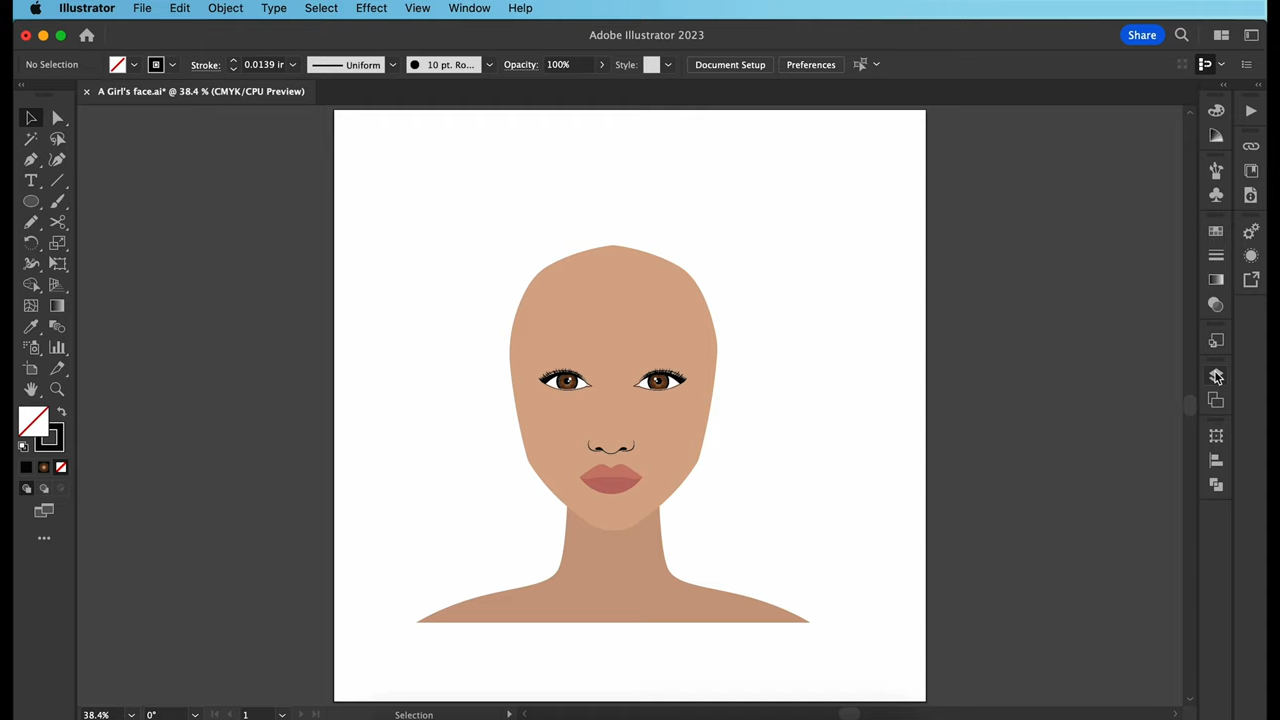 Illustrator File Edit Object Type Select Effect View Window Help
Adobe Illustrator 2023
Share
No Selection Stroke: 0.0139 ir Uniform 10 pt. Ro... Opacity: 100% Style: Document Setup Preferences
A Girl's face.ai* @ 38.4 % (CMYK/CPU Preview)
38.4% 0° 1 Selection